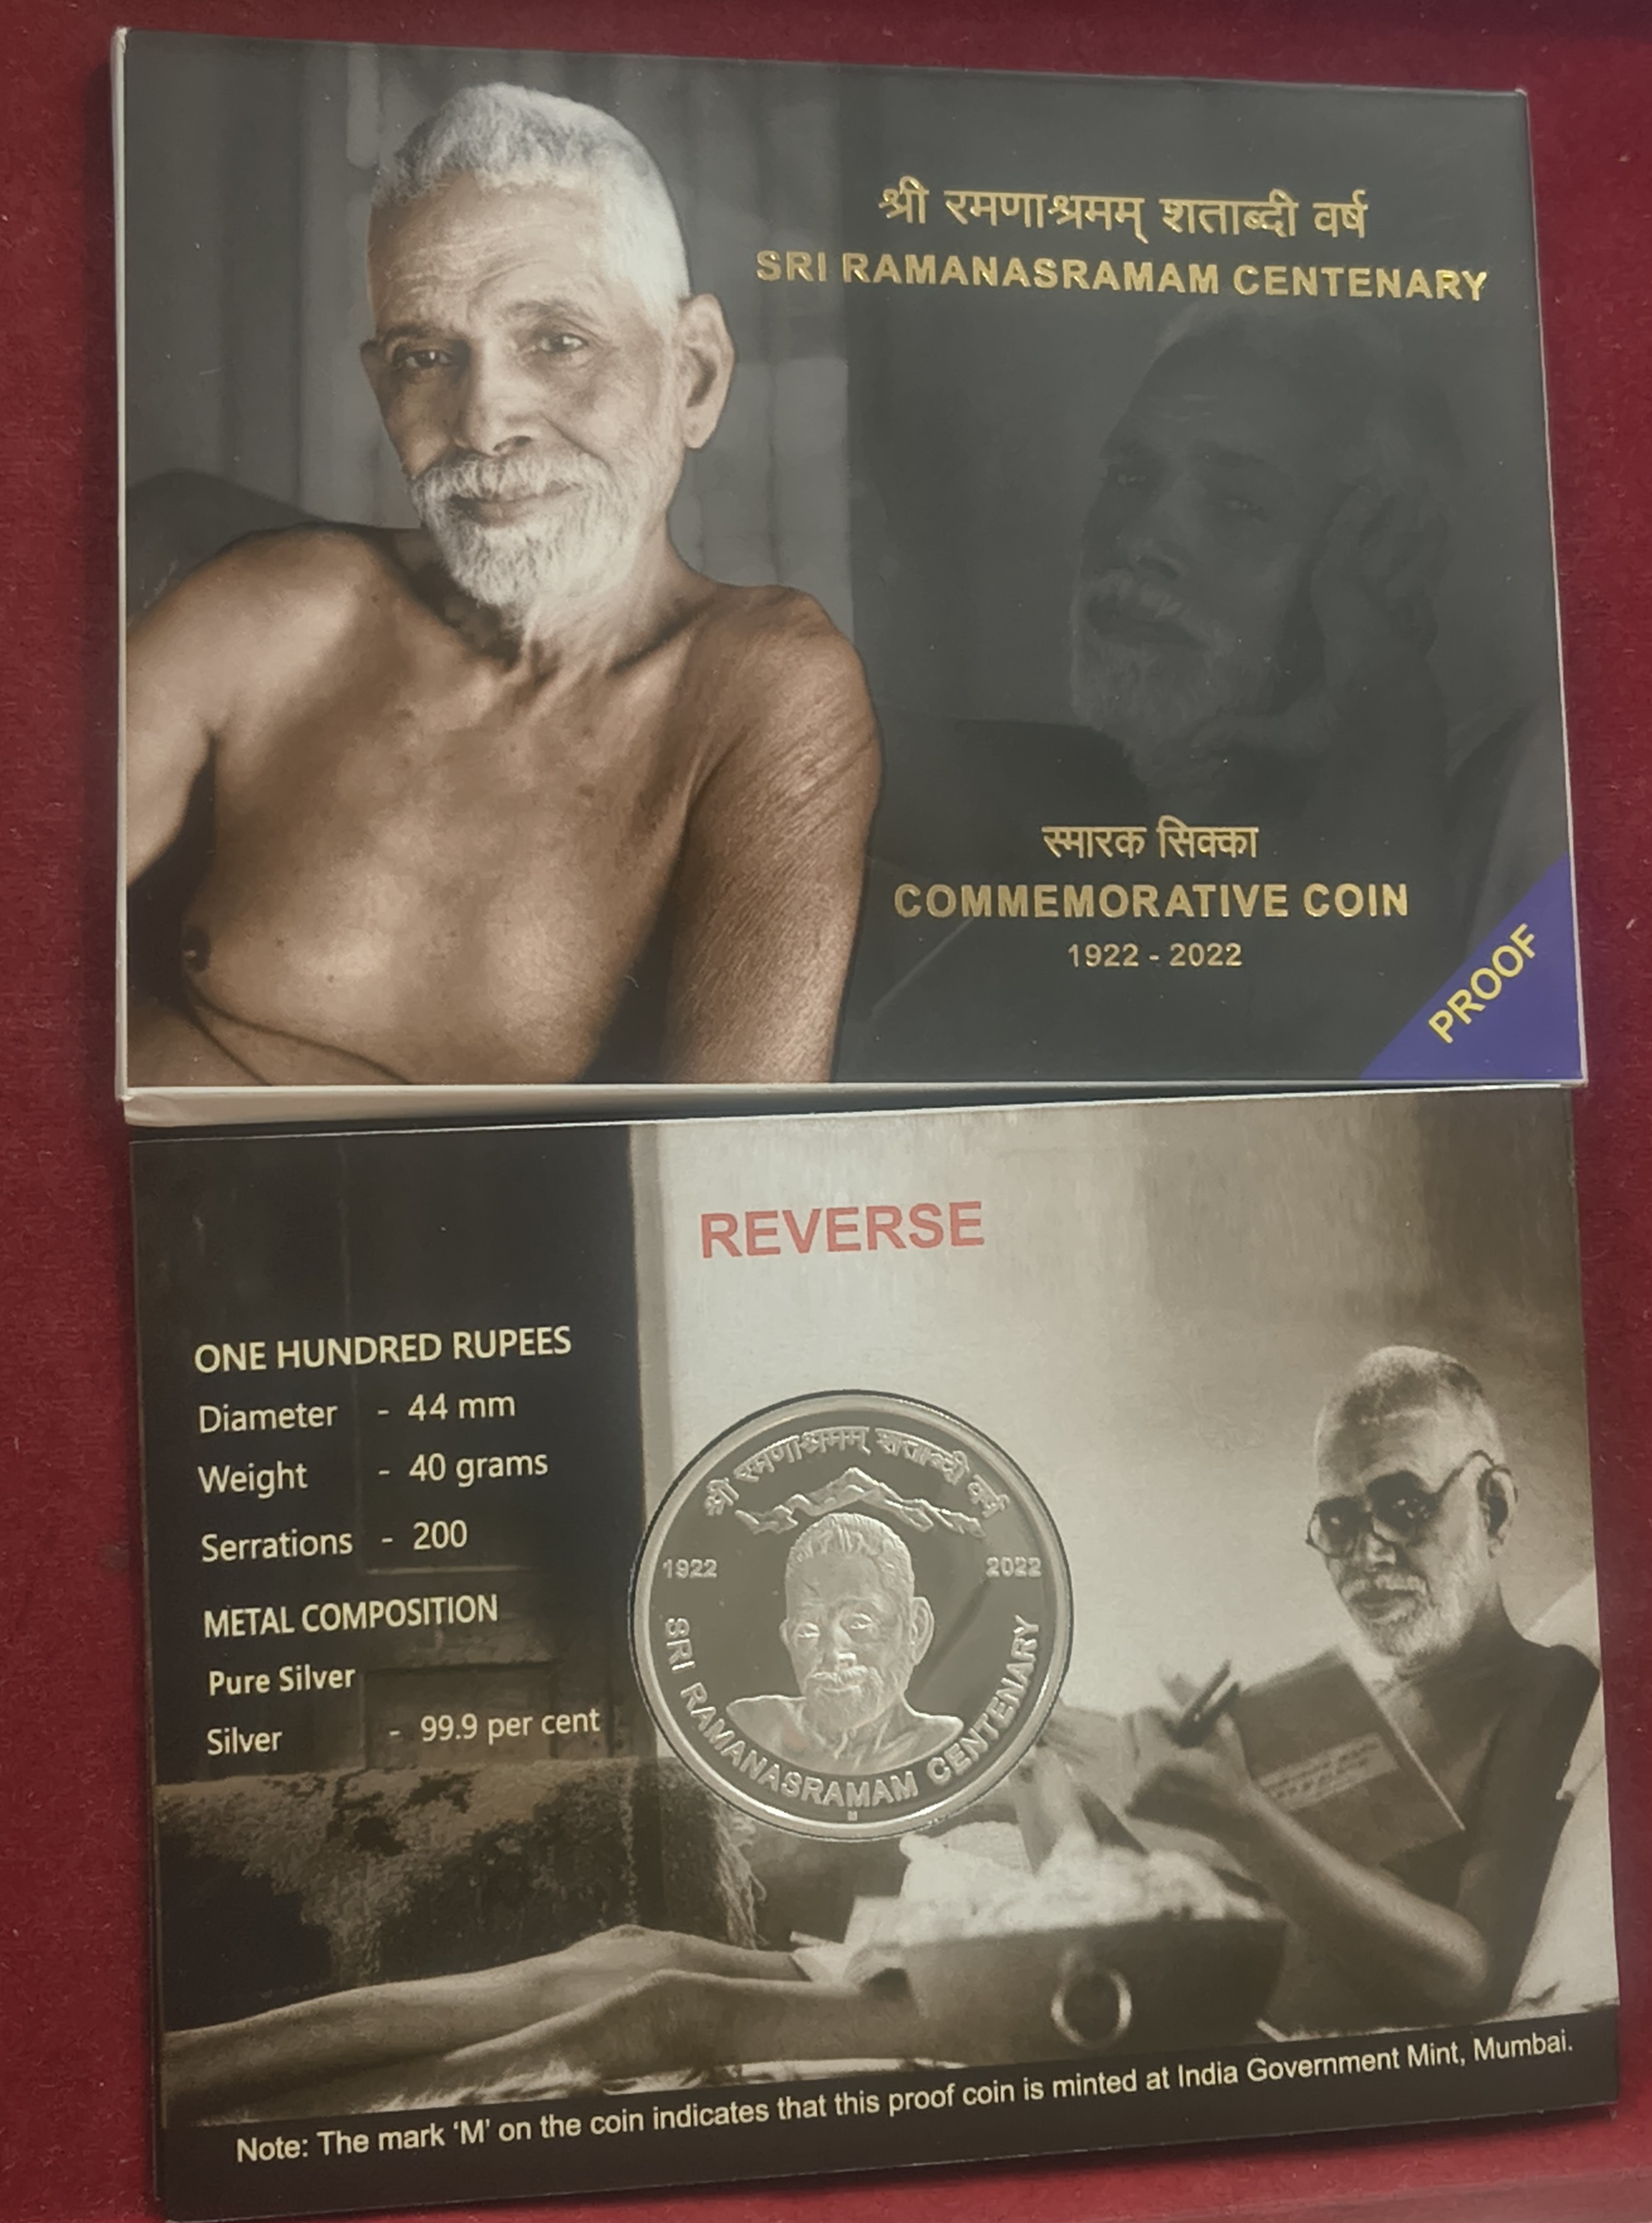 श्री रमणाश्रमम् शताब्दी वर्ष
SRI RAMANASRAMAM CENTENARY
स्मारक सिक्का
COMMEMORATIVE COIN
1922 - 2022
PROOF
REVERSE
ONE HUNDRED RUPEES
Diameter - 44 mm
Weight - 40 grams
Serrations - 200
METAL COMPOSITION
Pure Silver
Silver - 99.9 per cent
श्री रमणाश्रमम् शताब्दी वर्ष
1922 2022
SRI RAMANASRAMAM CENTENARY
M
Note: The mark ‘M’ on the coin indicates that this proof coin is minted at India Government Mint, Mumbai.